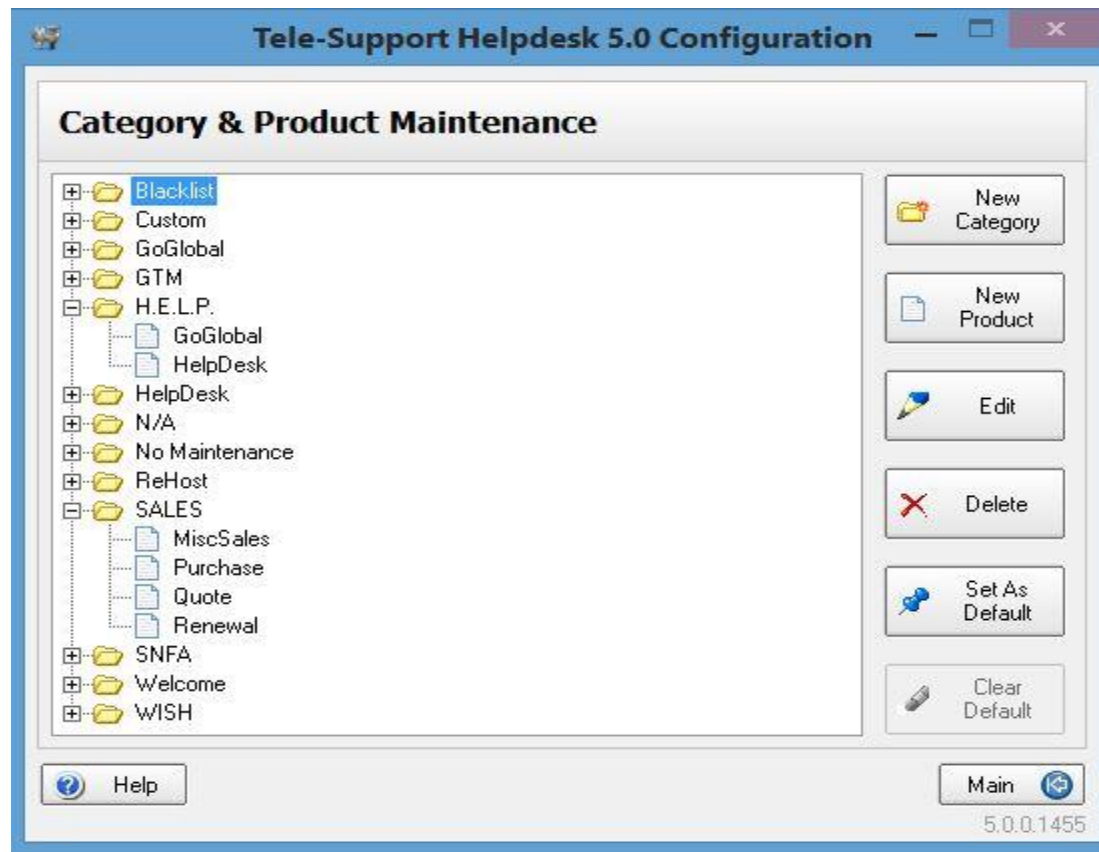 Tele-Support Helpdesk 5.0 Configuration
Category & Product Maintenance
Blacklist
Custom
GoGlobal
GTM
H.E.L.P.
GoGlobal
HelpDesk
HelpDesk
N/A
No Maintenance
ReHost
SALES
MiscSales
Purchase
Quote
Renewal
SNFA
Welcome
WISH
New
Category
New
Product
Edit
Delete
Set As
Default
Clear
Default
Help
Main
5.0.0.1455